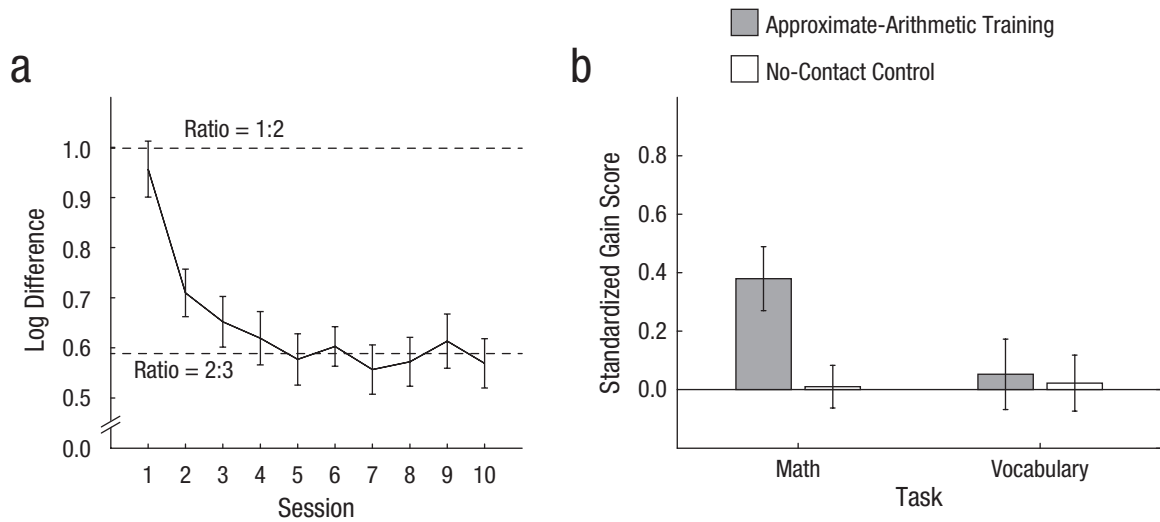 Approximate-Arithmetic Training
No-Contact Control
a
Ratio = 1:2
Ratio = 2:3
Log Difference
1.0
0.9
0.8
0.7
0.6
0.5
0.0
1 2 3 4 5 6 7 8 9 10
Session
b
Standardized Gain Score
0.8
0.6
0.4
0.2
0.0
Math Vocabulary
Task